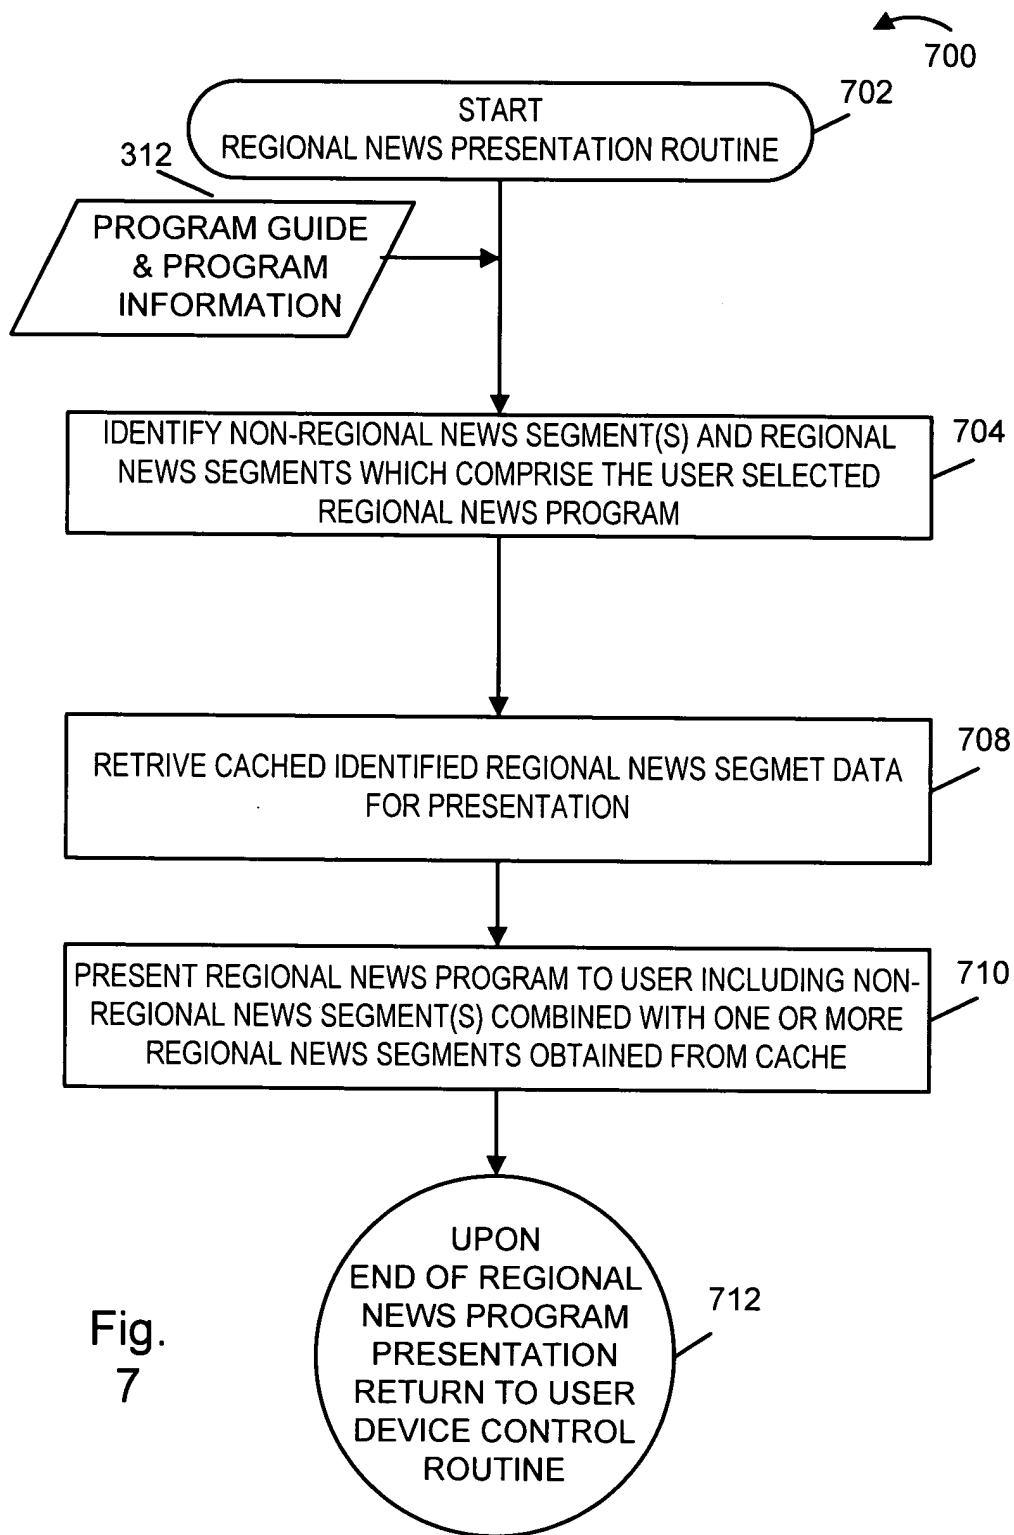 700
702
START
REGIONAL NEWS PRESENTATION ROUTINE
312
PROGRAM GUIDE
& PROGRAM
INFORMATION
704
IDENTIFY NON-REGIONAL NEWS SEGMENT(S) AND REGIONAL
NEWS SEGMENTS WHICH COMPRISE THE USER SELECTED
REGIONAL NEWS PROGRAM
708
RETRIVE CACHED IDENTIFIED REGIONAL NEWS SEGMET DATA
FOR PRESENTATION
710
PRESENT REGIONAL NEWS PROGRAM TO USER INCLUDING NON-
REGIONAL NEWS SEGMENT(S) COMBINED WITH ONE OR MORE
REGIONAL NEWS SEGMENTS OBTAINED FROM CACHE
712
UPON
END OF REGIONAL
NEWS PROGRAM
PRESENTATION
RETURN TO USER
DEVICE CONTROL
ROUTINE
Fig.
7